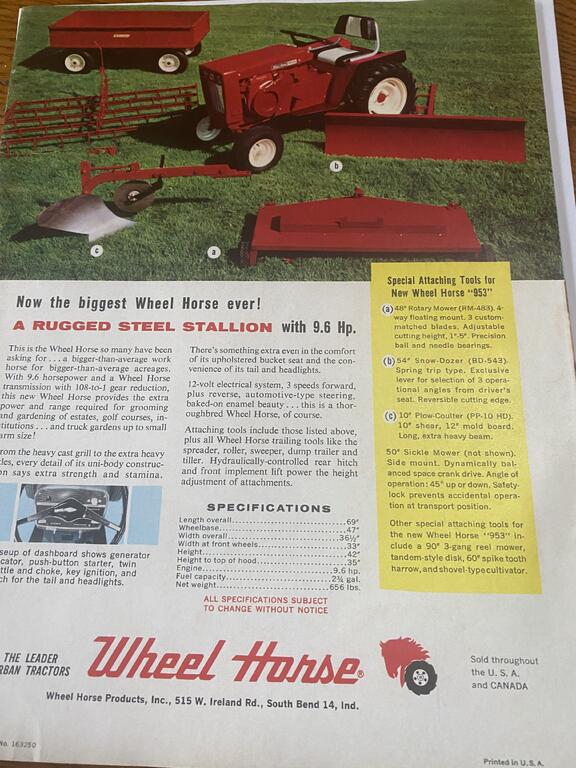 b
c
a
Now the biggest Wheel Horse ever!
A RUGGED STEEL STALLION with 9.6 Hp.
This is the Wheel Horse so many have been
asking for . . . a bigger-than-average work
horse for bigger-than-average acreages.
With 9.6 horsepower and a Wheel Horse
transmission with 108-to-1 gear reduction,
this new Wheel Horse provides the extra
power and range required for grooming
and gardening of estates, golf courses, in-
stitutions . . . and truck gardens up to small
arm size!
rom the heavy cast grill to the extra heavy
les, every detail of its uni-body construc-
on says extra strength and stamina.
seup of dashboard shows generator
cator, push-button starter, twin
ttle and choke, key ignition, and
ch for the tail and headlights.
There's something extra even in the comfort
of its upholstered bucket seat and the con-
venience of its tail and headlights.
12-volt electrical system, 3 speeds forward,
plus reverse, automotive-type steering,
baked-on enamel beauty . . . this is a thor-
oughbred Wheel Horse, of course.
Attaching tools include those listed above,
plus all Wheel Horse trailing tools like the
spreader, roller, sweeper, dump trailer and
tiller. Hydraulically-controlled rear hitch
and front implement lift power the height
adjustment of attachments.
SPECIFICATIONS
Length overall 69"
Wheelbase 47"
Width overall 36½"
Width at front wheels 33"
Height 42"
Height to top of hood 35"
Engine 9.6 hp.
Fuel capacity 2¾ gal.
Net weight 656 lbs.
ALL SPECIFICATIONS SUBJECT
TO CHANGE WITHOUT NOTICE
Special Attaching Tools for
New Wheel Horse "953"
a 48" Rotary Mower (RM-483). 4-
way floating mount. 3 custom-
matched blades. Adjustable
cutting height, 1"-5". Precision
ball and needle bearings.
b 54" Snow-Dozer (BD-543).
Spring trip type. Exclusive
lever for selection of 3 opera-
tional angles from driver's
seat. Reversible cutting edge.
c 10" Plow-Coulter (PP-10 HD).
10" shear, 12" mold board.
Long, extra heavy beam.
50" Sickle Mower (not shown).
Side mount. Dynamically bal-
anced space crank drive. Angle of
operation: 45° up or down. Safety-
lock prevents accidental opera-
tion at transport position.
Other special attaching tools for
the new Wheel Horse "953" in-
clude a 90" 3-gang reel mower,
tandem-style disk, 60" spike tooth
harrow, and shovel-type cultivator.
THE LEADER
RBAN TRACTORS
Wheel Horse®
Sold throughout
the U. S. A.
and CANADA
Wheel Horse Products, Inc., 515 W. Ireland Rd., South Bend 14, Ind.
No. 163250
Printed in U. S. A.